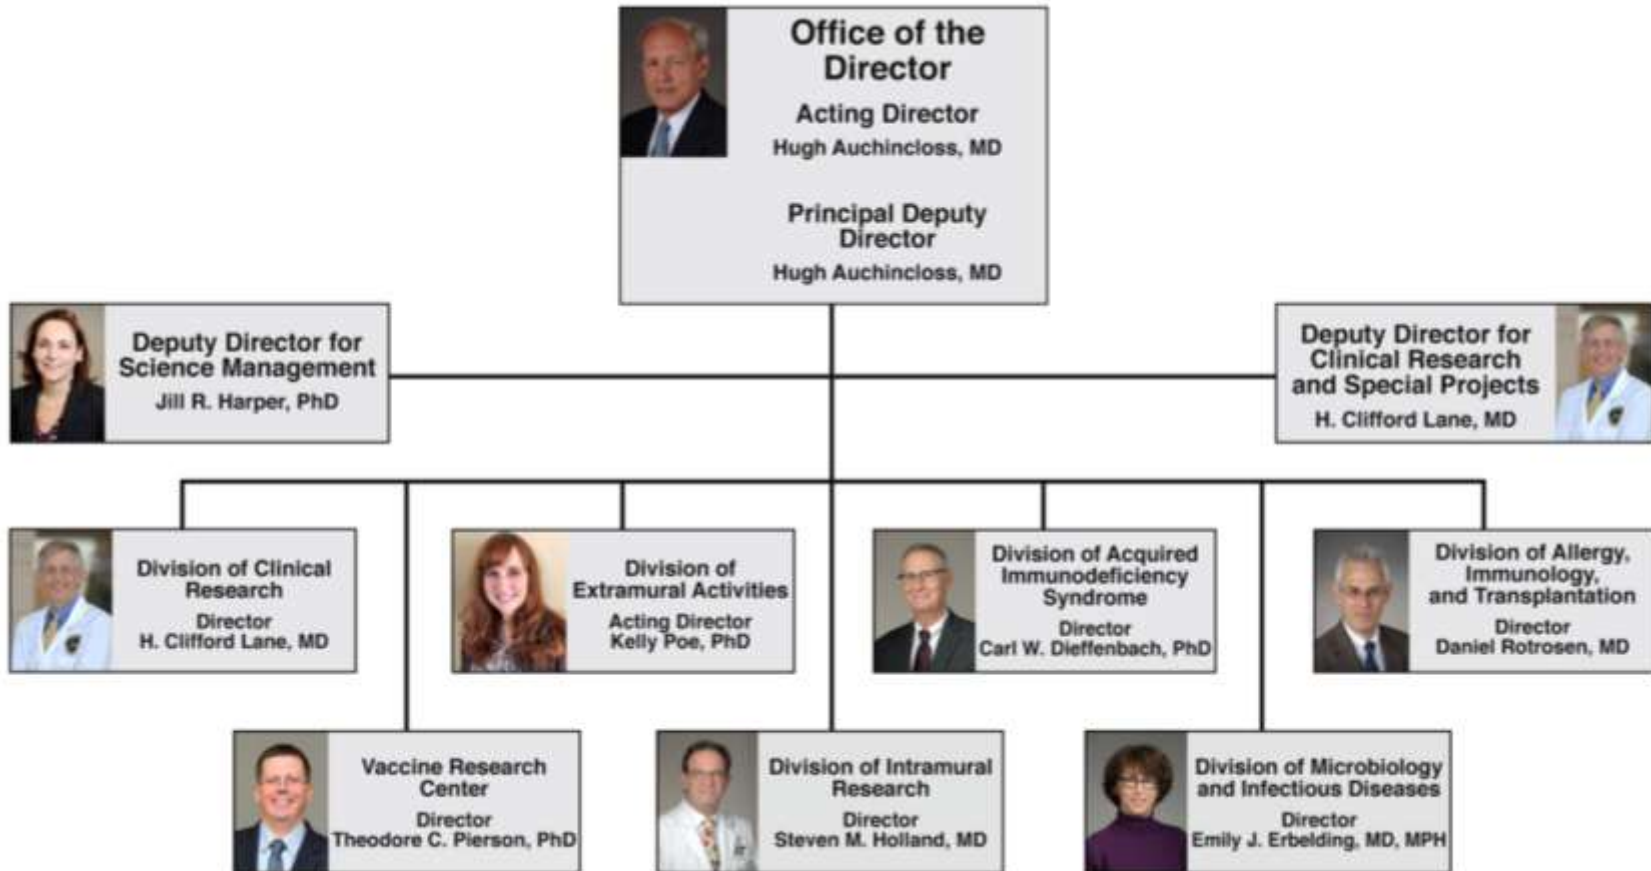 Office of the
Director
Acting Director
Hugh Auchincloss, MD
Principal Deputy
Director
Hugh Auchincloss, MD
Deputy Director for
Science Management
Jill R. Harper, PhD
Deputy Director for
Clinical Research
and Special Projects
H. Clifford Lane, MD
Division of Clinical
Research
Director
H. Clifford Lane, MD
Division of
Extramural Activities
Acting Director
Kelly Poe, PhD
Division of Acquired
Immunodeficiency
Syndrome
Director
Carl W. Dieffenbach, PhD
Division of Allergy,
Immunology,
and Transplantation
Director
Daniel Rotrosen, MD
Vaccine Research
Center
Director
Theodore C. Pierson, PhD
Division of Intramural
Research
Director
Steven M. Holland, MD
Division of Microbiology
and Infectious Diseases
Director
Emily J. Erbelding, MD, MPH